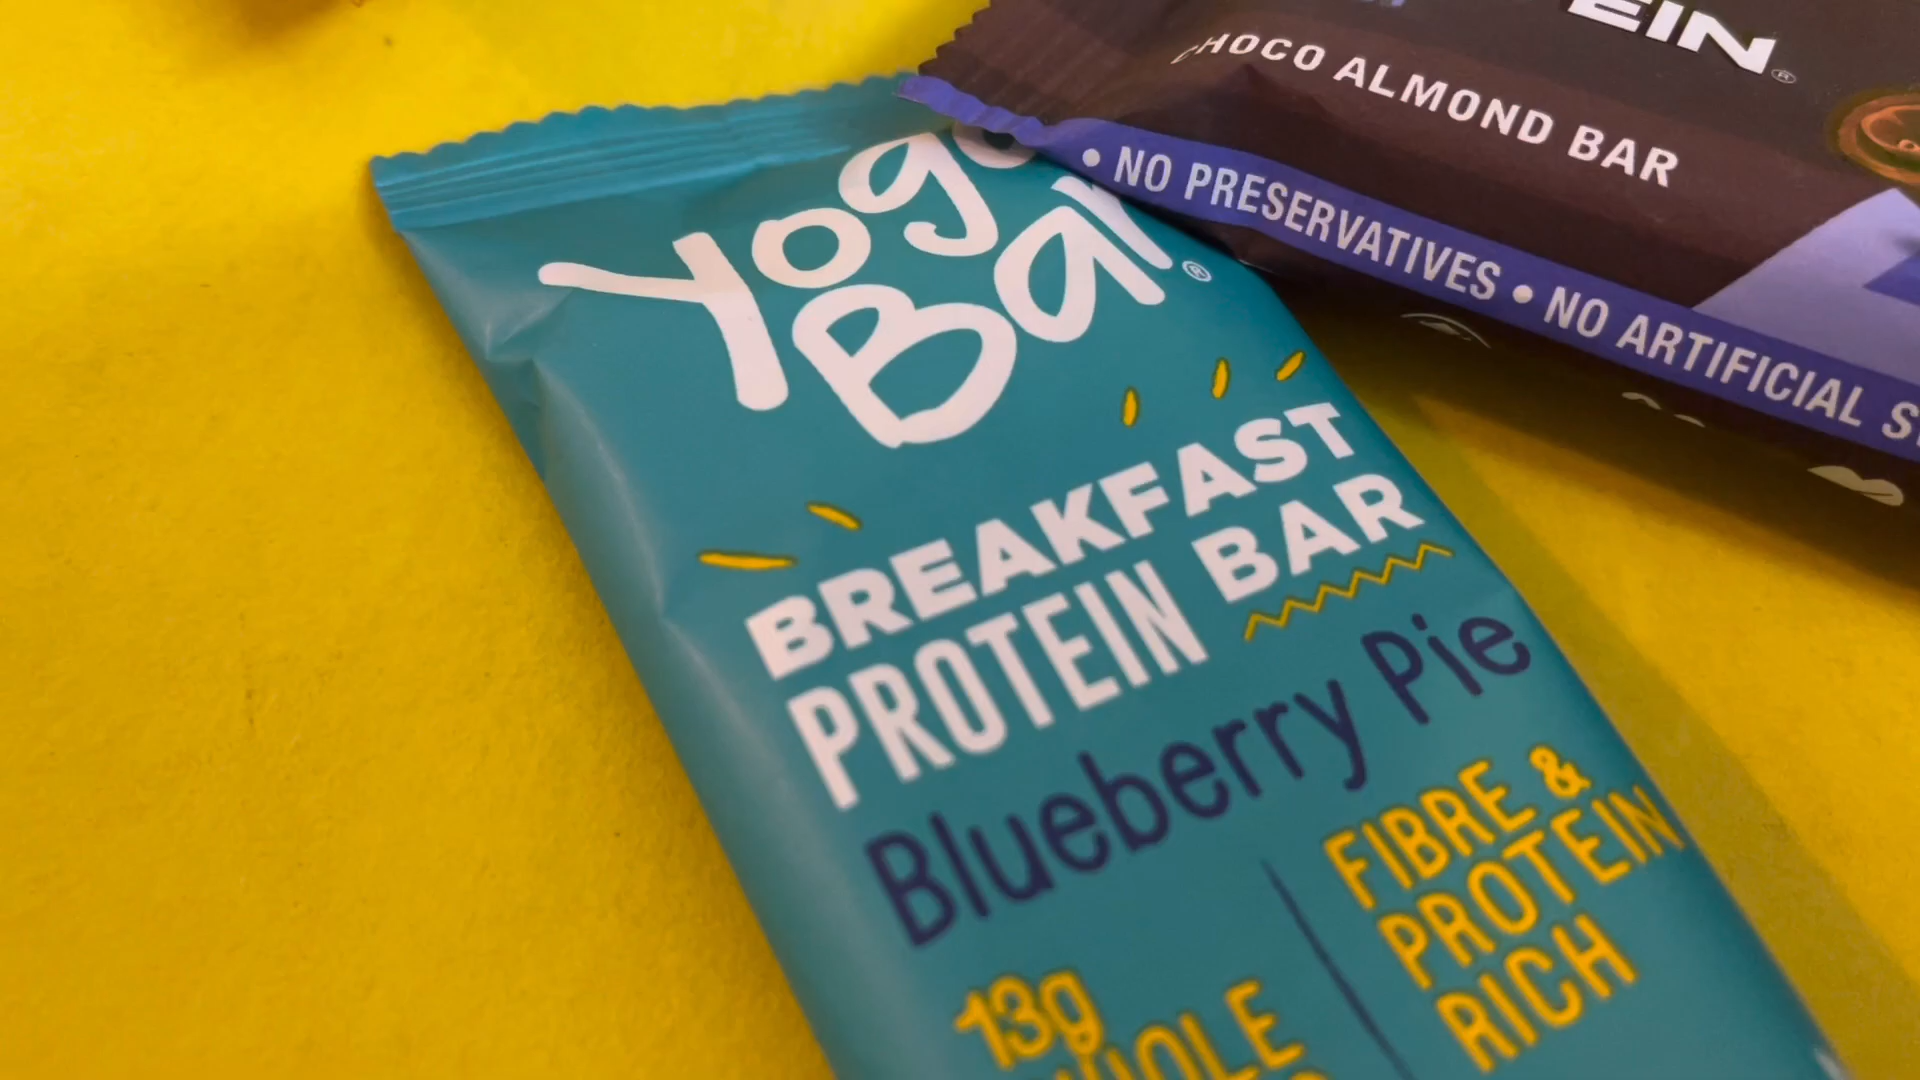 Yoga
Bar
®
BREAKFAST
PROTEIN BAR
Blueberry Pie
13g
WHOLE
FIBRE &
PROTEIN
RICH
EIN®
CHOCO ALMOND BAR
• NO PRESERVATIVES • NO ARTIFICIAL